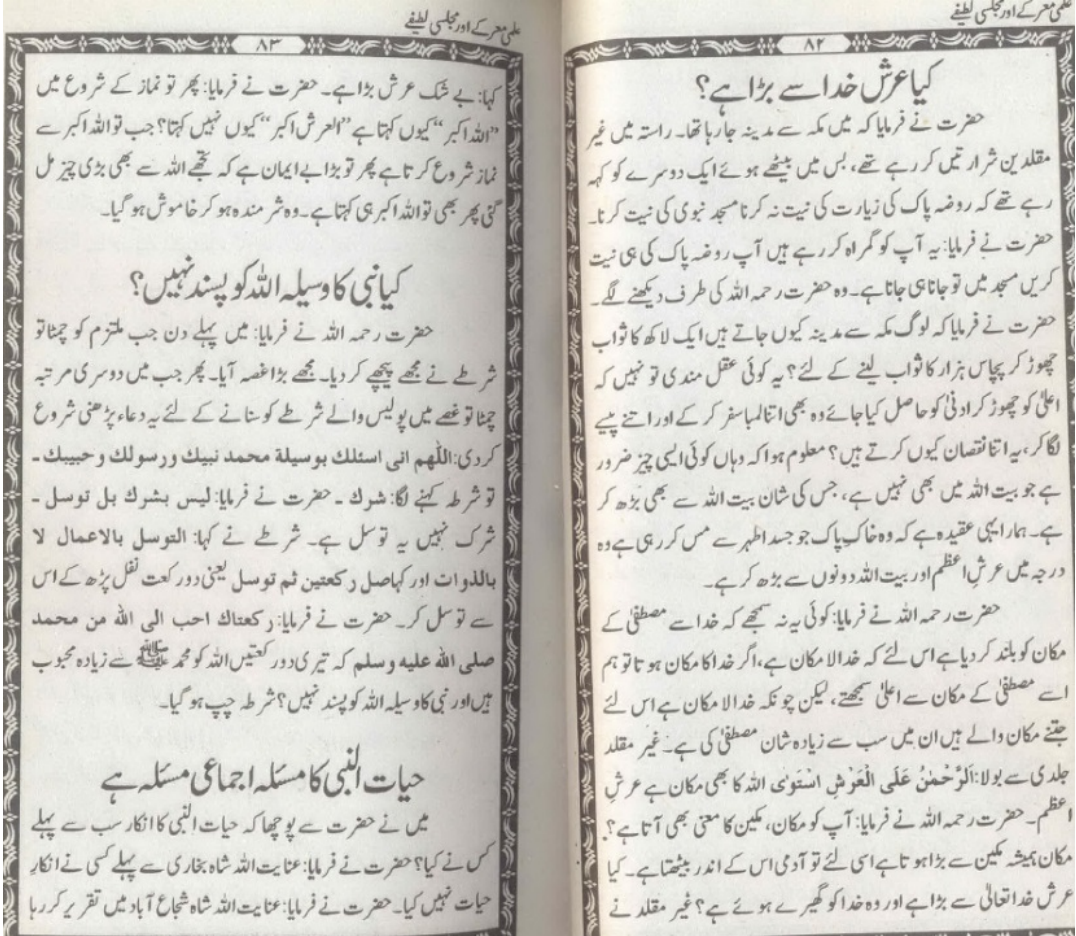 علمی معرکے اور مجلسی لطیفے
۸۲
کیا عرش خدا سے بڑا ہے؟
حضرت نے فرمایا کہ میں مکہ سے مدینہ جا رہا تھا۔ راستہ میں غیر
مقلدین شرارتیں کر رہے تھے، بس میں بیٹھے ہوئے ایک دوسرے کو کہہ
رہے تھے کہ روضہ پاک کی زیارت کی نیت نہ کرنا مسجد نبوی کی نیت کرنا۔
حضرت نے فرمایا: یہ آپ کو گمراہ کر رہے ہیں آپ روضہ پاک کی ہی نیت
کریں مسجد میں تو جانا ہی جانا ہے۔ وہ حضرت رحمہ اللہ کی طرف دیکھنے لگے۔
حضرت نے فرمایا کہ لوگ مکہ سے مدینہ کیوں جاتے ہیں ایک لاکھ کا ثواب
چھوڑ کر پچاس ہزار کا ثواب لینے کے لئے؟ یہ کوئی عقل مندی تو نہیں کہ
اعلیٰ کو چھوڑ کر ادنیٰ کو حاصل کیا جائے وہ بھی اتنا لمبا سفر کر کے اور اتنے پیسے
لگا کر، یہ اتنا نقصان کیوں کرتے ہیں؟ معلوم ہوا کہ وہاں کوئی ایسی چیز ضرور
ہے جو بیت اللہ میں بھی نہیں ہے، جس کی شان بیت اللہ سے بھی بڑھ کر
ہے۔ ہمارا یہی عقیدہ ہے کہ وہ خاکِ پاک جو جسد اطہر سے مس کر رہی ہے وہ
درجہ میں عرشِ اعظم اور بیت اللہ دونوں سے بڑھ کر ہے۔
حضرت رحمہ اللہ نے فرمایا: کوئی یہ نہ سمجھے کہ خدا سے مصطفیٰ کے
مکان کو بلند کر دیا ہے اس لئے کہ خدا لا مکان ہے، اگر خدا کا مکان ہوتا تو ہم
اسے مصطفیٰ کے مکان سے اعلیٰ سمجھتے، لیکن چونکہ خدا لا مکان ہے اس لئے
جتنے مکان والے ہیں ان میں سب سے زیادہ شان مصطفیٰ کی ہے۔ غیر مقلد
جلدی سے بولا: اَلرَّحْمٰنُ عَلَی الْعَرْشِ اسْتَوٰی اللہ کا بھی مکان ہے عرشِ
اعظم۔ حضرت رحمہ اللہ نے فرمایا: آپ کو مکان، مکین کا معنی بھی آتا ہے؟
مکان ہمیشہ مکین سے بڑا ہوتا ہے اسی لئے تو آدمی اس کے اندر بیٹھتا ہے۔ کیا
عرش خدا تعالیٰ سے بڑا ہے اور وہ خدا کو گھیرے ہوئے ہے؟ غیر مقلد نے
علمی معرکے اور مجلسی لطیفے
۸۳
کہا: بے شک عرش بڑا ہے۔ حضرت نے فرمایا: پھر تو نماز کے شروع میں
”اللہ اکبر“ کیوں کہتا ہے ”العرش اکبر“ کیوں نہیں کہتا؟ جب تو اللہ اکبر سے
نماز شروع کرتا ہے پھر تو بڑا بے ایمان ہے کہ تجھے اللہ سے بھی بڑی چیز مل
گئی پھر بھی تو اللہ اکبر ہی کہتا ہے۔ وہ شرمندہ ہو کر خاموش ہو گیا۔
کیا نبی کا وسیلہ اللہ کو پسند نہیں؟
حضرت رحمہ اللہ نے فرمایا: میں پہلے دن جب ملتزم کو چمٹا تو
شرطے نے مجھے پیچھے کر دیا۔ مجھے بڑا غصہ آیا۔ پھر جب میں دوسری مرتبہ
چمٹا تو غصے میں پولیس والے شرطے کو سنانے کے لئے یہ دعاء پڑھنی شروع
کر دی: اللّٰهم انى اسئلك بوسيلة محمد نبيك ورسولك وحبيبك۔
تو شرطہ کہنے لگا: شرك۔ حضرت نے فرمایا: ليس بشرك بل توسل۔
شرک نہیں یہ توسل ہے۔ شرطے نے کہا: التوسل بالاعمال لا
بالذوات اور کہا صل ركعتين ثم توسل یعنی دو رکعت نفل پڑھ کے اس
سے توسل کر۔ حضرت نے فرمایا: ركعتاك احب الى الله من محمد
صلى الله عليه وسلم کہ تیری دو رکعتیں اللہ کو محمد ﷺ سے زیادہ محبوب
ہیں اور نبی کا وسیلہ اللہ کو پسند نہیں؟ شرطہ چپ ہو گیا۔
حیات النبی کا مسئلہ اجماعی مسئلہ ہے
میں نے حضرت سے پوچھا کہ حیات النبی کا انکار سب سے پہلے
کس نے کیا؟ حضرت نے فرمایا: عنایت اللہ شاہ بخاری سے پہلے کسی نے انکارِ
حیات نہیں کیا۔ حضرت نے فرمایا: عنایت اللہ شاہ شجاع آباد میں تقریر کر رہا